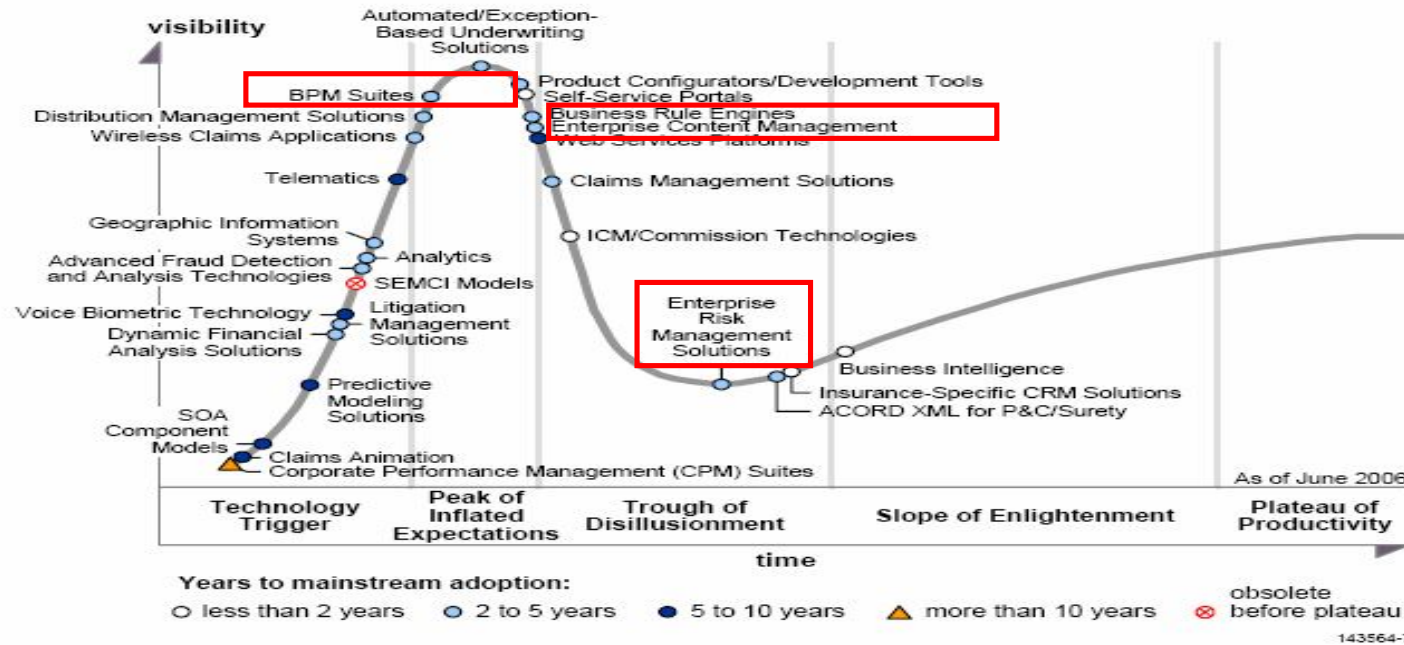 visibility
Automated/Exception-
Based Underwriting
Solutions
BPM Suites
Distribution Management Solutions
Wireless Claims Applications
Telematics
Geographic Information
Systems
Advanced Fraud Detection
and Analysis Technologies
Analytics
SEMCI Models
Voice Biometric Technology
Litigation
Management
Solutions
Dynamic Financial
Analysis Solutions
Predictive
Modeling
Solutions
SOA
Component
Models
Claims Animation
Corporate Performance Management (CPM) Suites
Product Configurators/Development Tools
Self-Service Portals
Business Rule Engines
Enterprise Content Management
Web Services Platforms
Claims Management Solutions
ICM/Commission Technologies
Enterprise
Risk
Management
Solutions
Business Intelligence
Insurance-Specific CRM Solutions
ACORD XML for P&C/Surety
As of June 2006
Technology
Trigger
Peak of
Inflated
Expectations
Trough of
Disillusionment
Slope of Enlightenment
Plateau of
Productivity
time
Years to mainstream adoption:
less than 2 years
2 to 5 years
5 to 10 years
more than 10 years
obsolete
before plateau
143564-